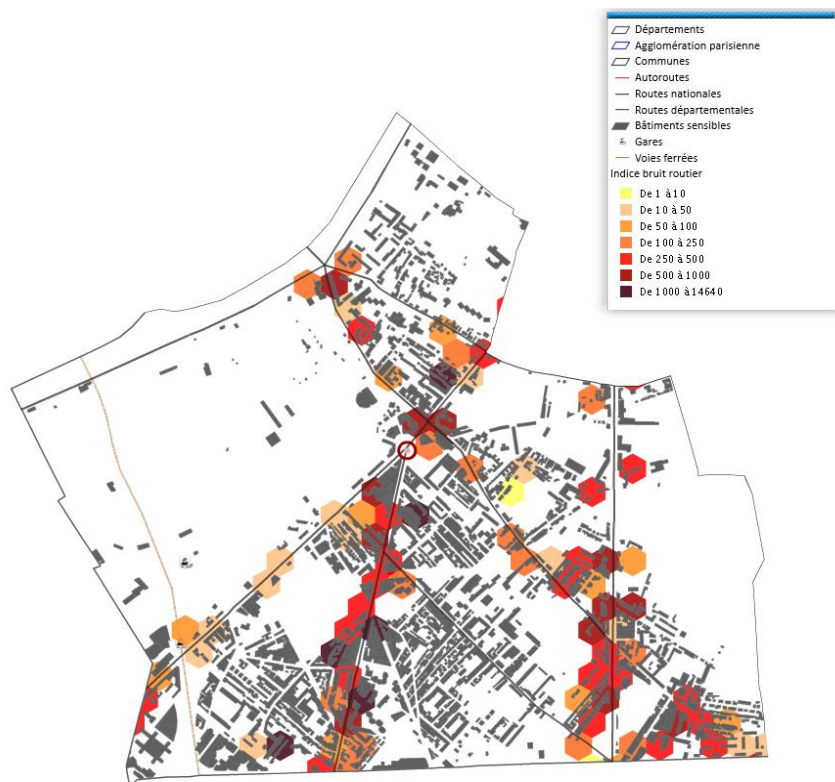 Départements
Agglomération parisienne
Communes
Autoroutes
Routes nationales
Routes départementales
Bâtiments sensibles
Gares
Voies ferrées
Indice bruit routier
De 1 à 10
De 10 à 50
De 50 à 100
De 100 à 250
De 250 à 500
De 500 à 1000
De 1000 à 14640